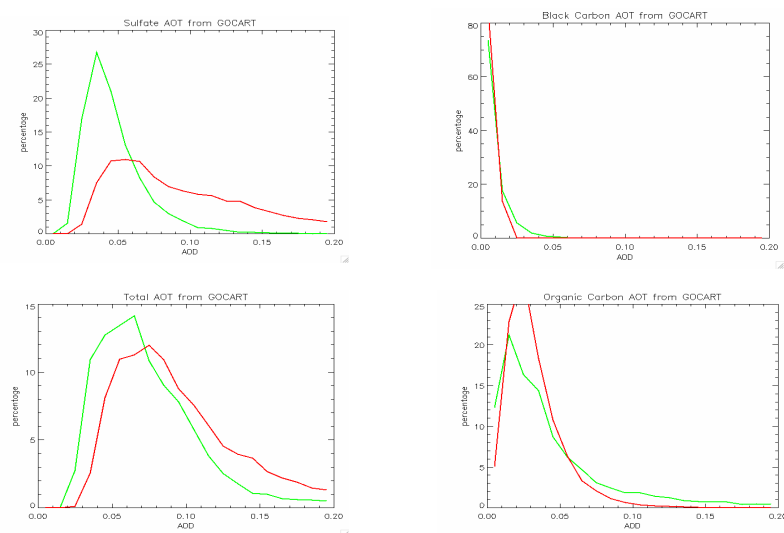 Sulfate AOT from GOCART
30
25
20
15
10
5
0
percentage
0.00 0.05 0.10 0.15 0.20
AOD
Black Carbon AOT from GOCART
80
60
40
20
0
percentage
0.00 0.05 0.10 0.15 0.20
AOD
Total AOT from GOCART
15
10
5
percentage
0.00 0.05 0.10 0.15 0.20
AOD
Organic Carbon AOT from GOCART
25
20
15
10
5
percentage
0.00 0.05 0.10 0.15 0.20
AOD